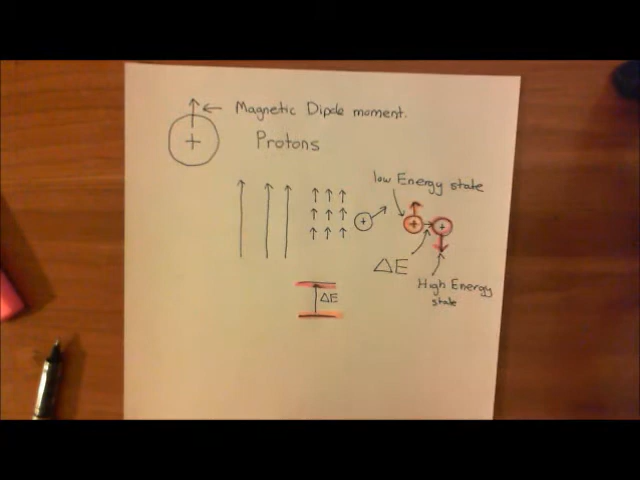 Magnetic Dipole moment.
+
Protons
low Energy state
+
+
+
ΔE
ΔE
High Energy
state